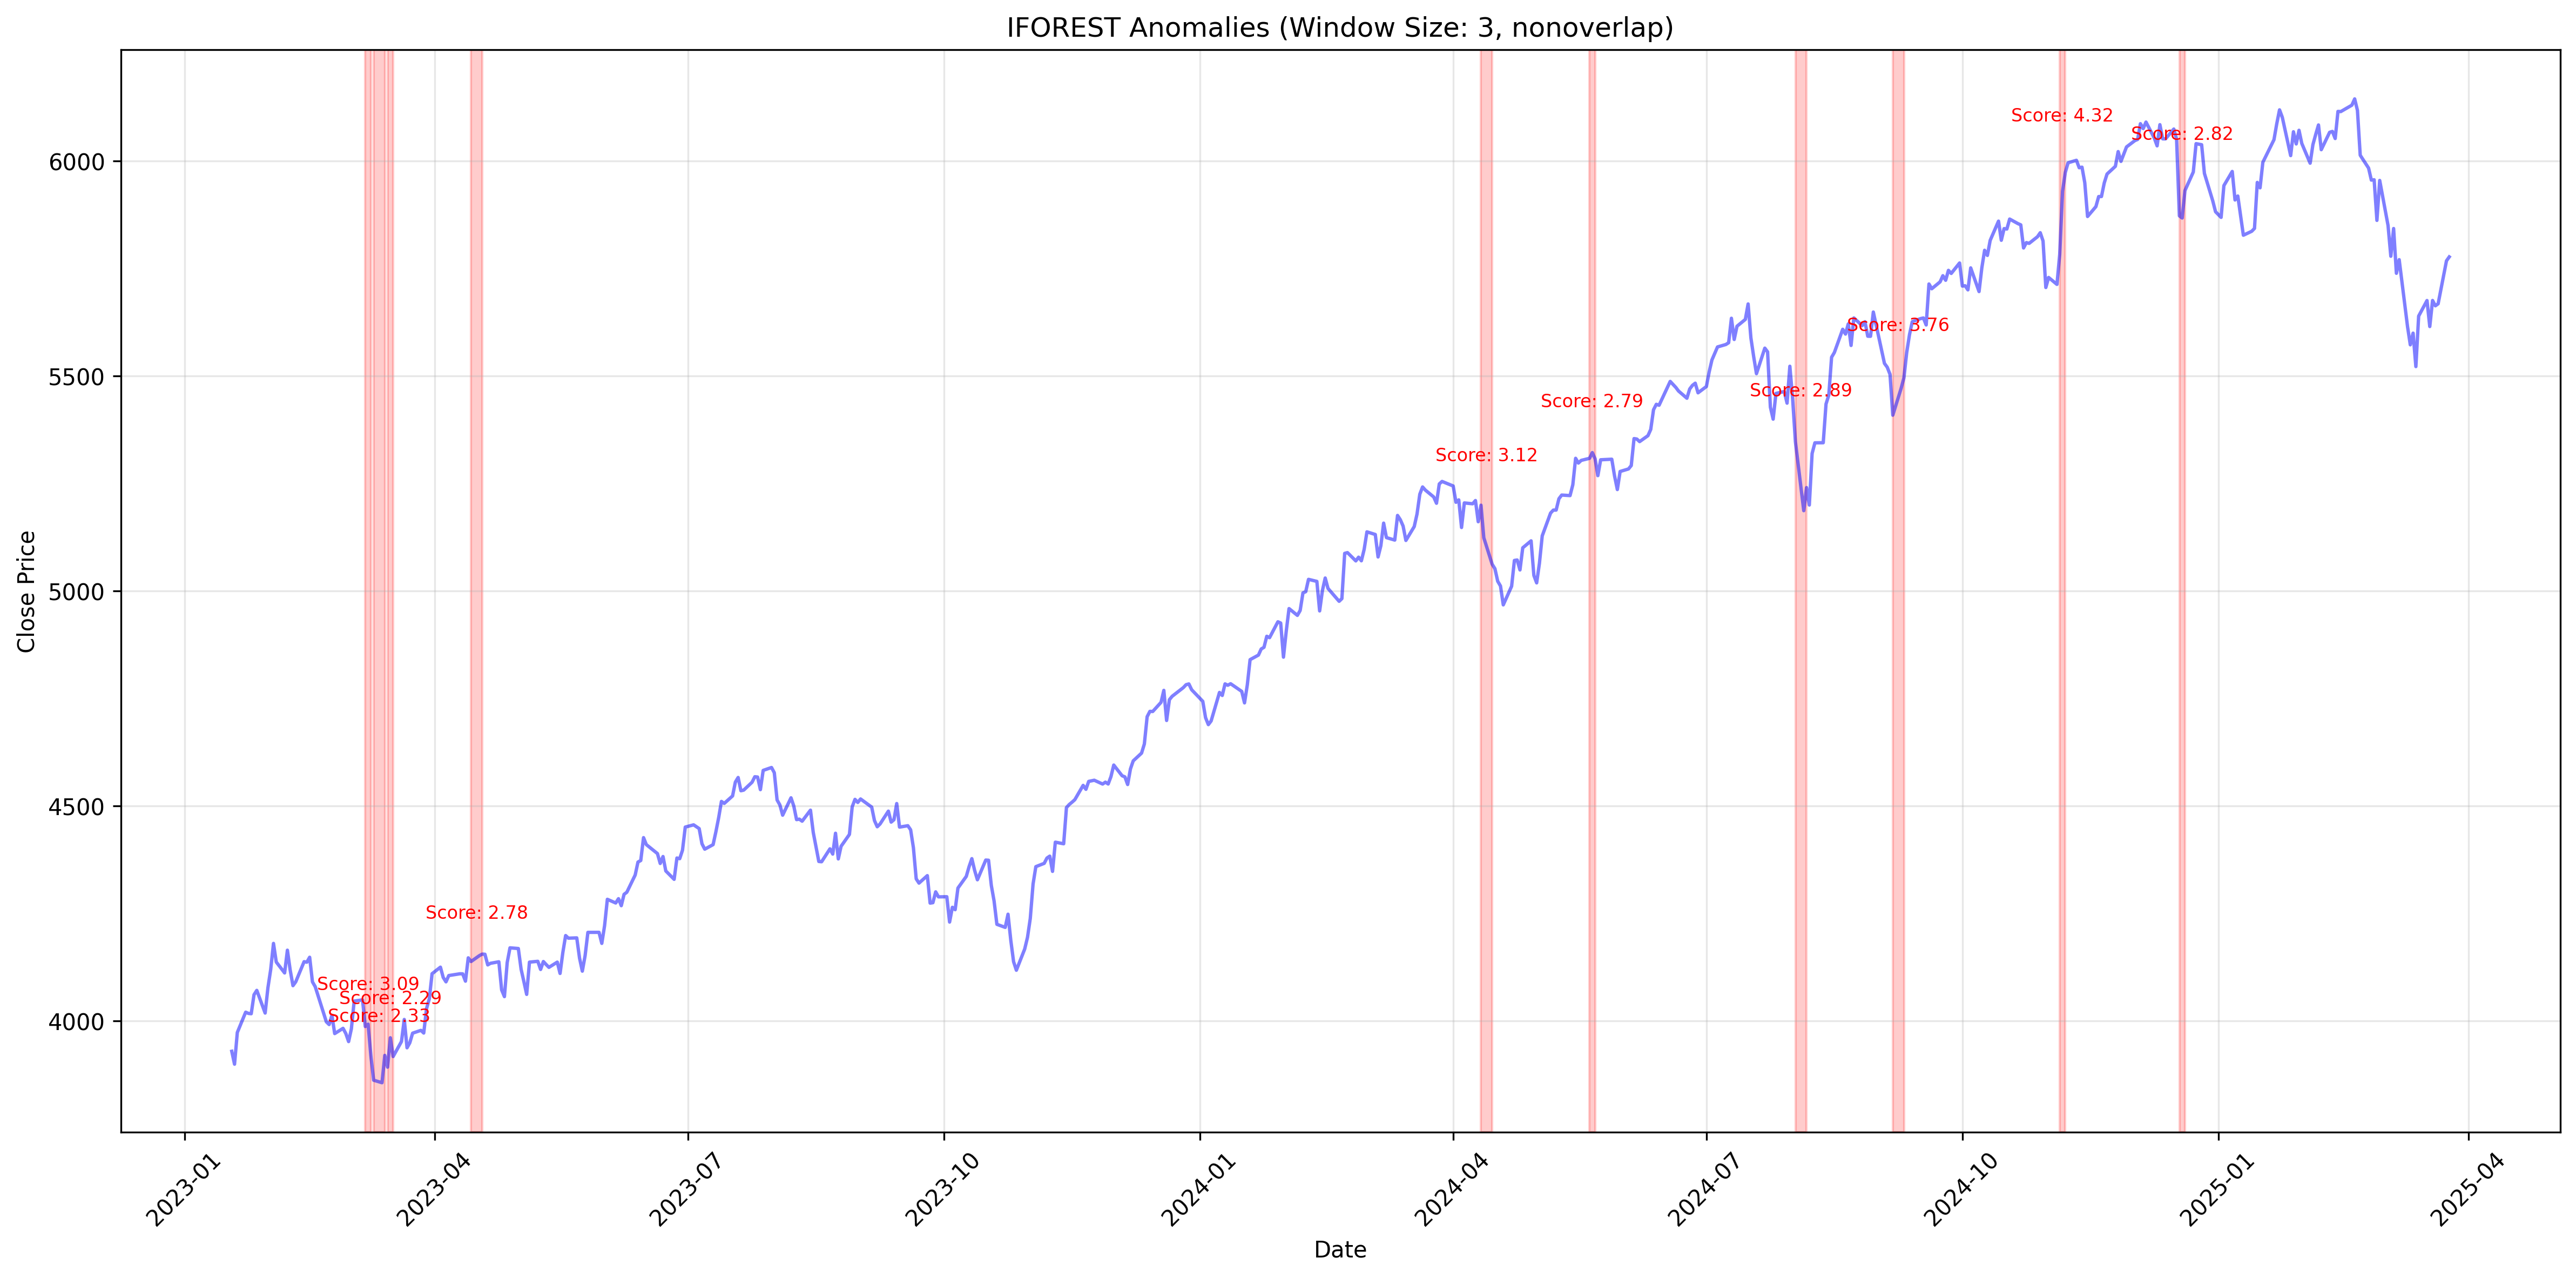 IFOREST Anomalies (Window Size: 3, nonoverlap)
Score: 4.32
Score: 2.82
6000
Score: 3.76
5500
Score: 2.89
Score: 2.79
Score: 3.12
5000
Close Price
4500
Score: 2.78
Score: 3.09
Score: 2.29
Score: 2.33
4000
2023-01
2023-04
2023-07
2023-10
2024-01
2024-04
2024-07
2024-10
2025-01
2025-04
Date